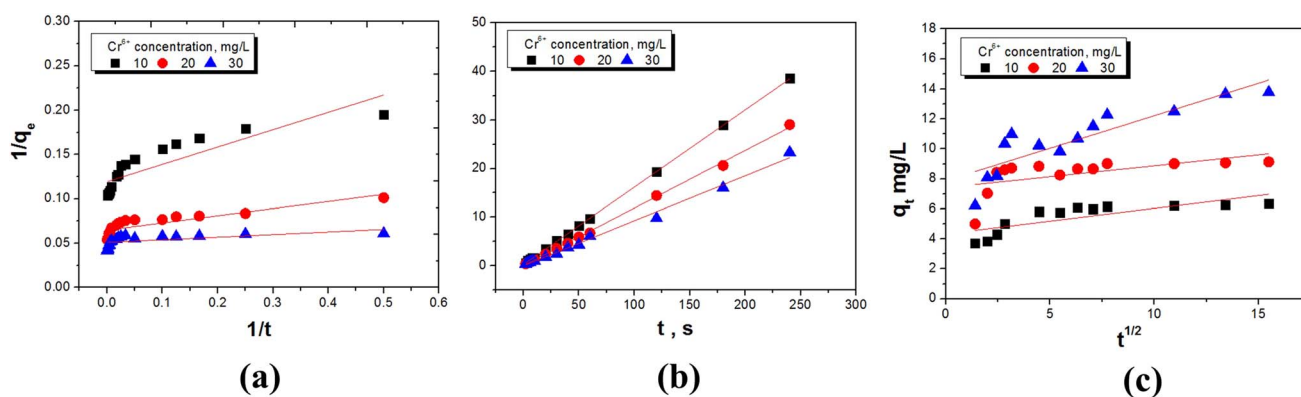 0.30
0.25
0.20
0.15
0.10
0.05
0.00
1/qₑ
Cr⁶⁺ concentration, mg/L
10 20 30
0.0 0.1 0.2 0.3 0.4 0.5 0.6
1/t
(a)
50
40
30
20
10
0
Cr⁶⁺ concentration, mg/L
10 20 30
0 50 100 150 200 250 300
t , s
(b)
18
16
14
12
10
8
6
4
2
0
qₜ mg/L
Cr⁶⁺ concentration, mg/L
10 20 30
0 5 10 15
t¹/²
(c)